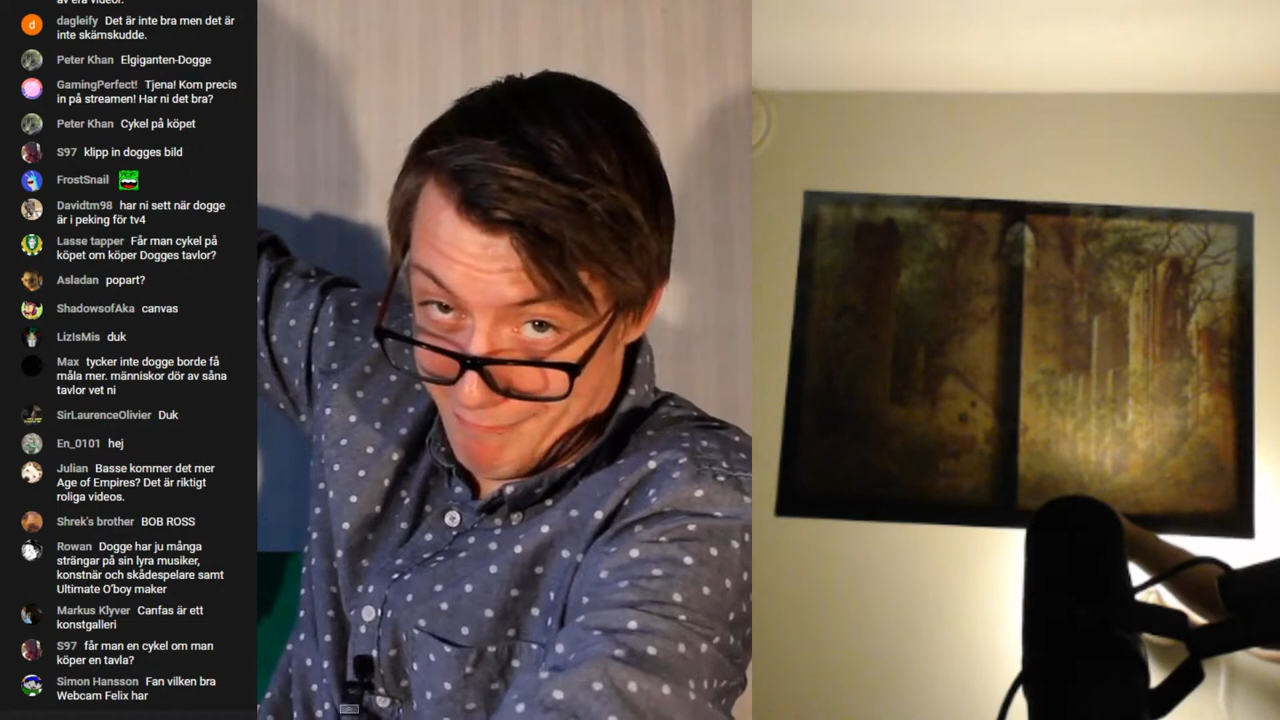 av era videor.
dagleify Det är inte bra men det är
inte skämskudde.
Peter Khan Elgiganten-Dogge
GamingPerfect! Tjena! Kom precis
in på streamen! Har ni det bra?
Peter Khan Cykel på köpet
S97 klipp in dogges bild
FrostSnail
Davidtm98 har ni sett när dogge
är i peking för tv4
Lasse tapper Får man cykel på
köpet om köper Dogges tavlor?
Asladan popart?
ShadowsofAka canvas
LizIsMis duk
Max tycker inte dogge borde få
måla mer. människor dör av såna
tavlor vet ni
SirLaurenceOlivier Duk
En_0101 hej
Julian Basse kommer det mer
Age of Empires? Det är riktigt
roliga videos.
Shrek's brother BOB ROSS
Rowan Dogge har ju många
strängar på sin lyra musiker,
konstnär och skådespelare samt
Ultimate O'boy maker
Markus Klyver Canfas är ett
konstgalleri
S97 får man en cykel om man
köper en tavla?
Simon Hansson Fan vilken bra
Webcam Felix har